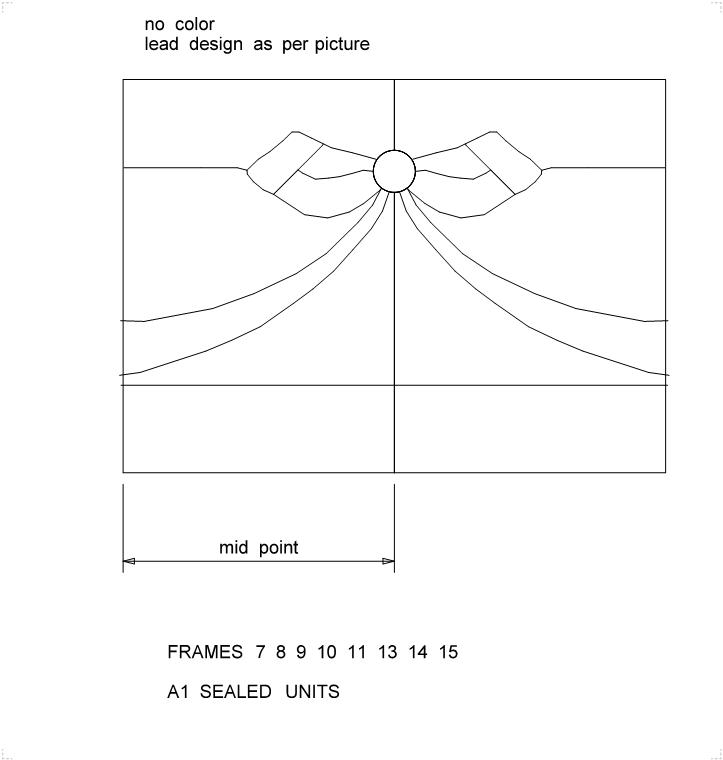 no color
lead design as per picture
mid point
FRAMES 7 8 9 10 11 13 14 15
A1 SEALED UNITS